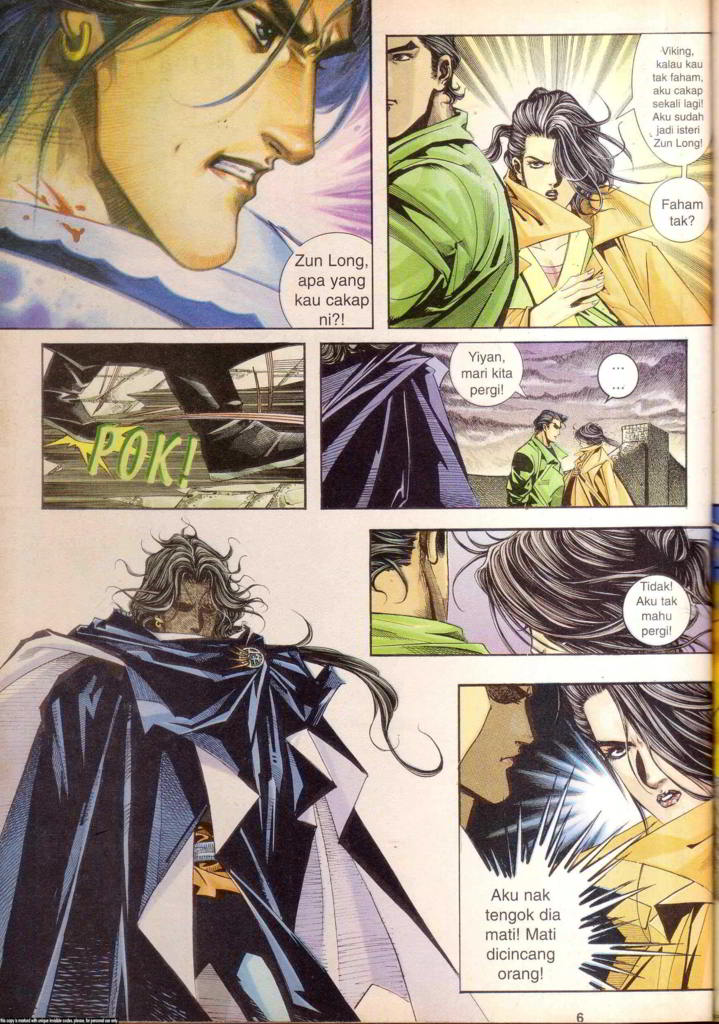 Zun Long,
apa yang
kau cakap
ni?!
Viking,
kalau kau
tak faham,
aku cakap
sekali lagi!
Aku sudah
jadi isteri
Zun Long!
Faham
tak?
POK!
Yiyan,
mari kita
pergi!
...
...
Tidak!
Aku tak
mahu
pergi!
Aku nak
tengok dia
mati! Mati
dicincang
orang!
6
this copy is marked with unique invisible codes, please, for personal use only